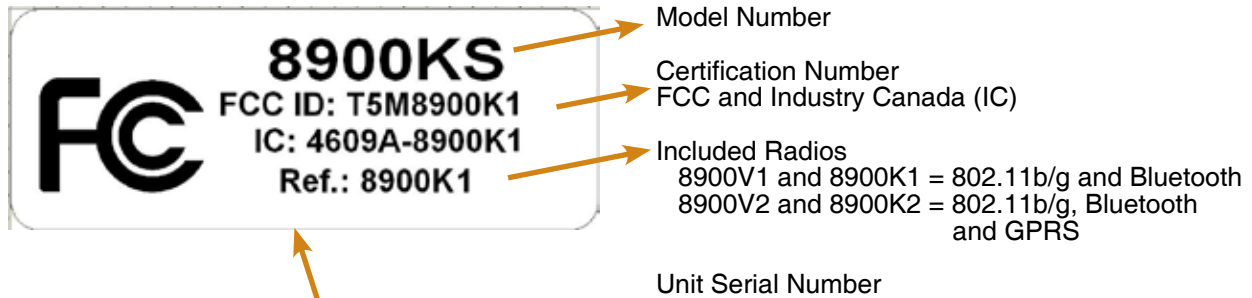 8900KS
FCC ID: T5M8900K1
IC: 4609A-8900K1
Ref.: 8900K1
Model Number
Certification Number
FCC and Industry Canada (IC)
Included Radios
8900V1 and 8900K1 = 802.11b/g and Bluetooth
8900V2 and 8900K2 = 802.11b/g, Bluetooth
and GPRS
Unit Serial Number